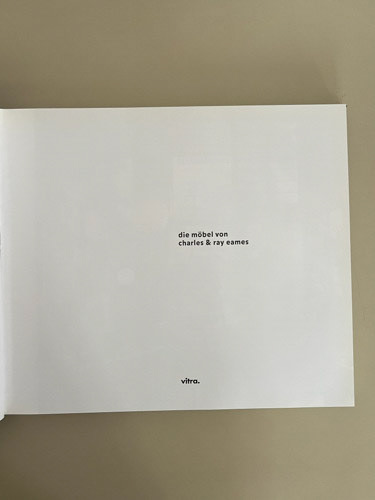 die möbel von
charles & ray eames
vitra.